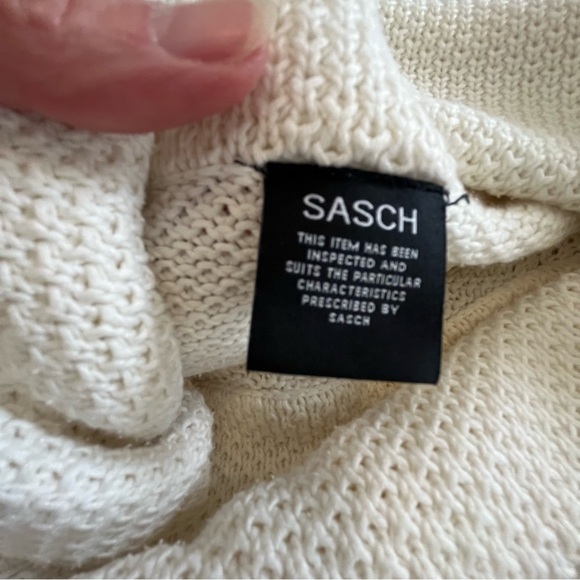 SASCH
THIS ITEM HAS BEEN
INSPECTED AND
SUITS THE PARTICULAR
CHARACTERISTICS
PRESCRIBED BY
SASCH